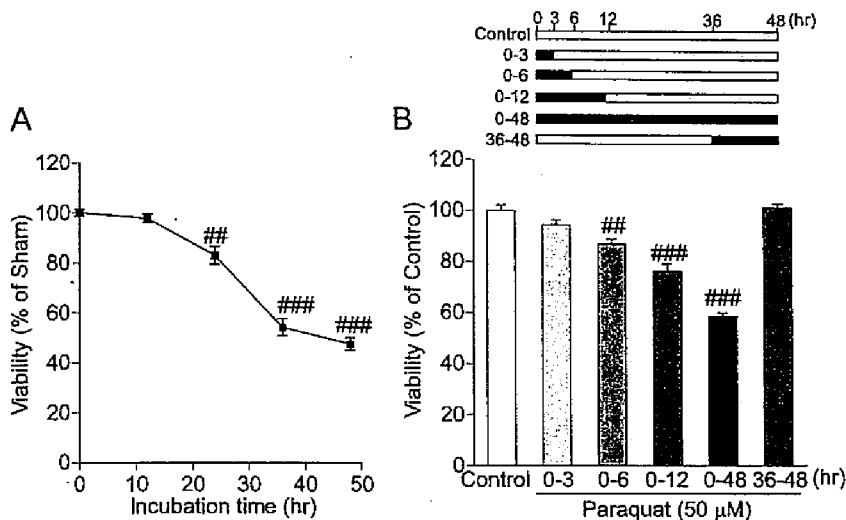 0 3 6 12 36 48 (hr)
Control
0-3
0-6
0-12
0-48
36-48
A
120
100
80
60
40
20
0
Viability (% of Sham)
##
###
###
0 10 20 30 40 50
Incubation time (hr)
B
120
100
80
60
40
20
0
Viability (% of Control)
##
###
###
Control 0-3 0-6 0-12 0-48 36-48 (hr)
Paraquat (50 μM)